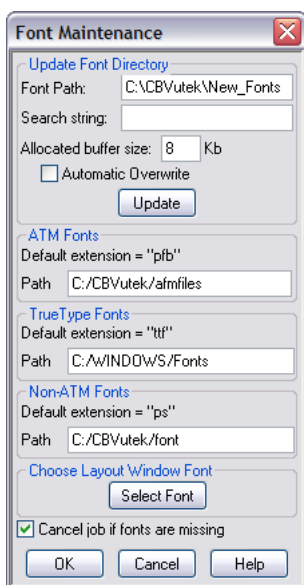 Font Maintenance
Update Font Directory
Font Path: C:\CBVutek\New_Fonts
Search string:
Allocated buffer size: 8 Kb
Automatic Overwrite
Update
ATM Fonts
Default extension = "pfb"
Path C:/CBVutek/afmfiles
TrueType Fonts
Default extension = "ttf"
Path C:/WINDOWS/Fonts
Non-ATM Fonts
Default extension = "ps"
Path C:/CBVutek/font
Choose Layout Window Font
Select Font
Cancel job if fonts are missing
OK Cancel Help